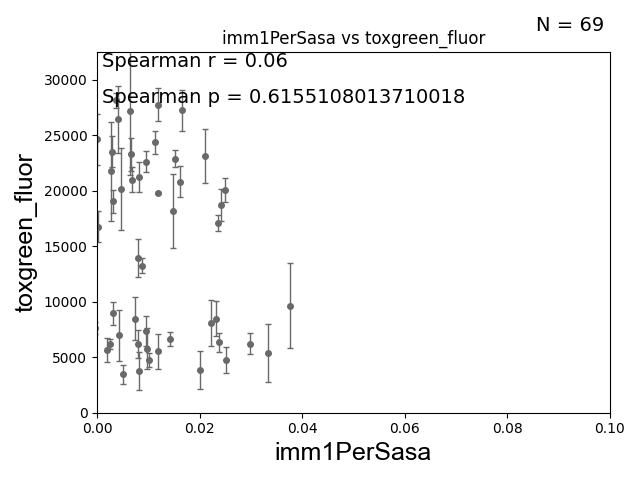 N = 69
imm1PerSasa vs toxgreen_fluor
Spearman r = 0.06
Spearman p = 0.6155108013710018
30000
25000
20000
15000
10000
5000
0
toxgreen_fluor
0.00 0.02 0.04 0.06 0.08 0.10
imm1PerSasa